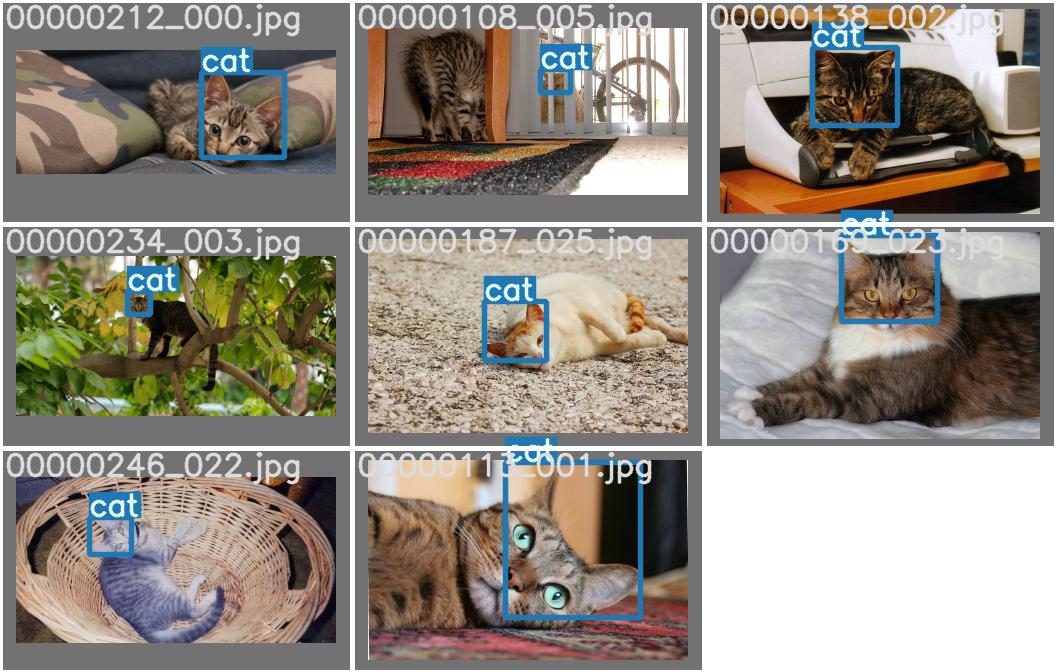 00000212_000.jpg
cat
00000108_005.jpg
cat
00000138_002.jpg
cat
00000234_003.jpg
cat
00000187_025.jpg
cat
00000160_023.jpg
cat
00000246_022.jpg
cat
00000113_001.jpg
cat